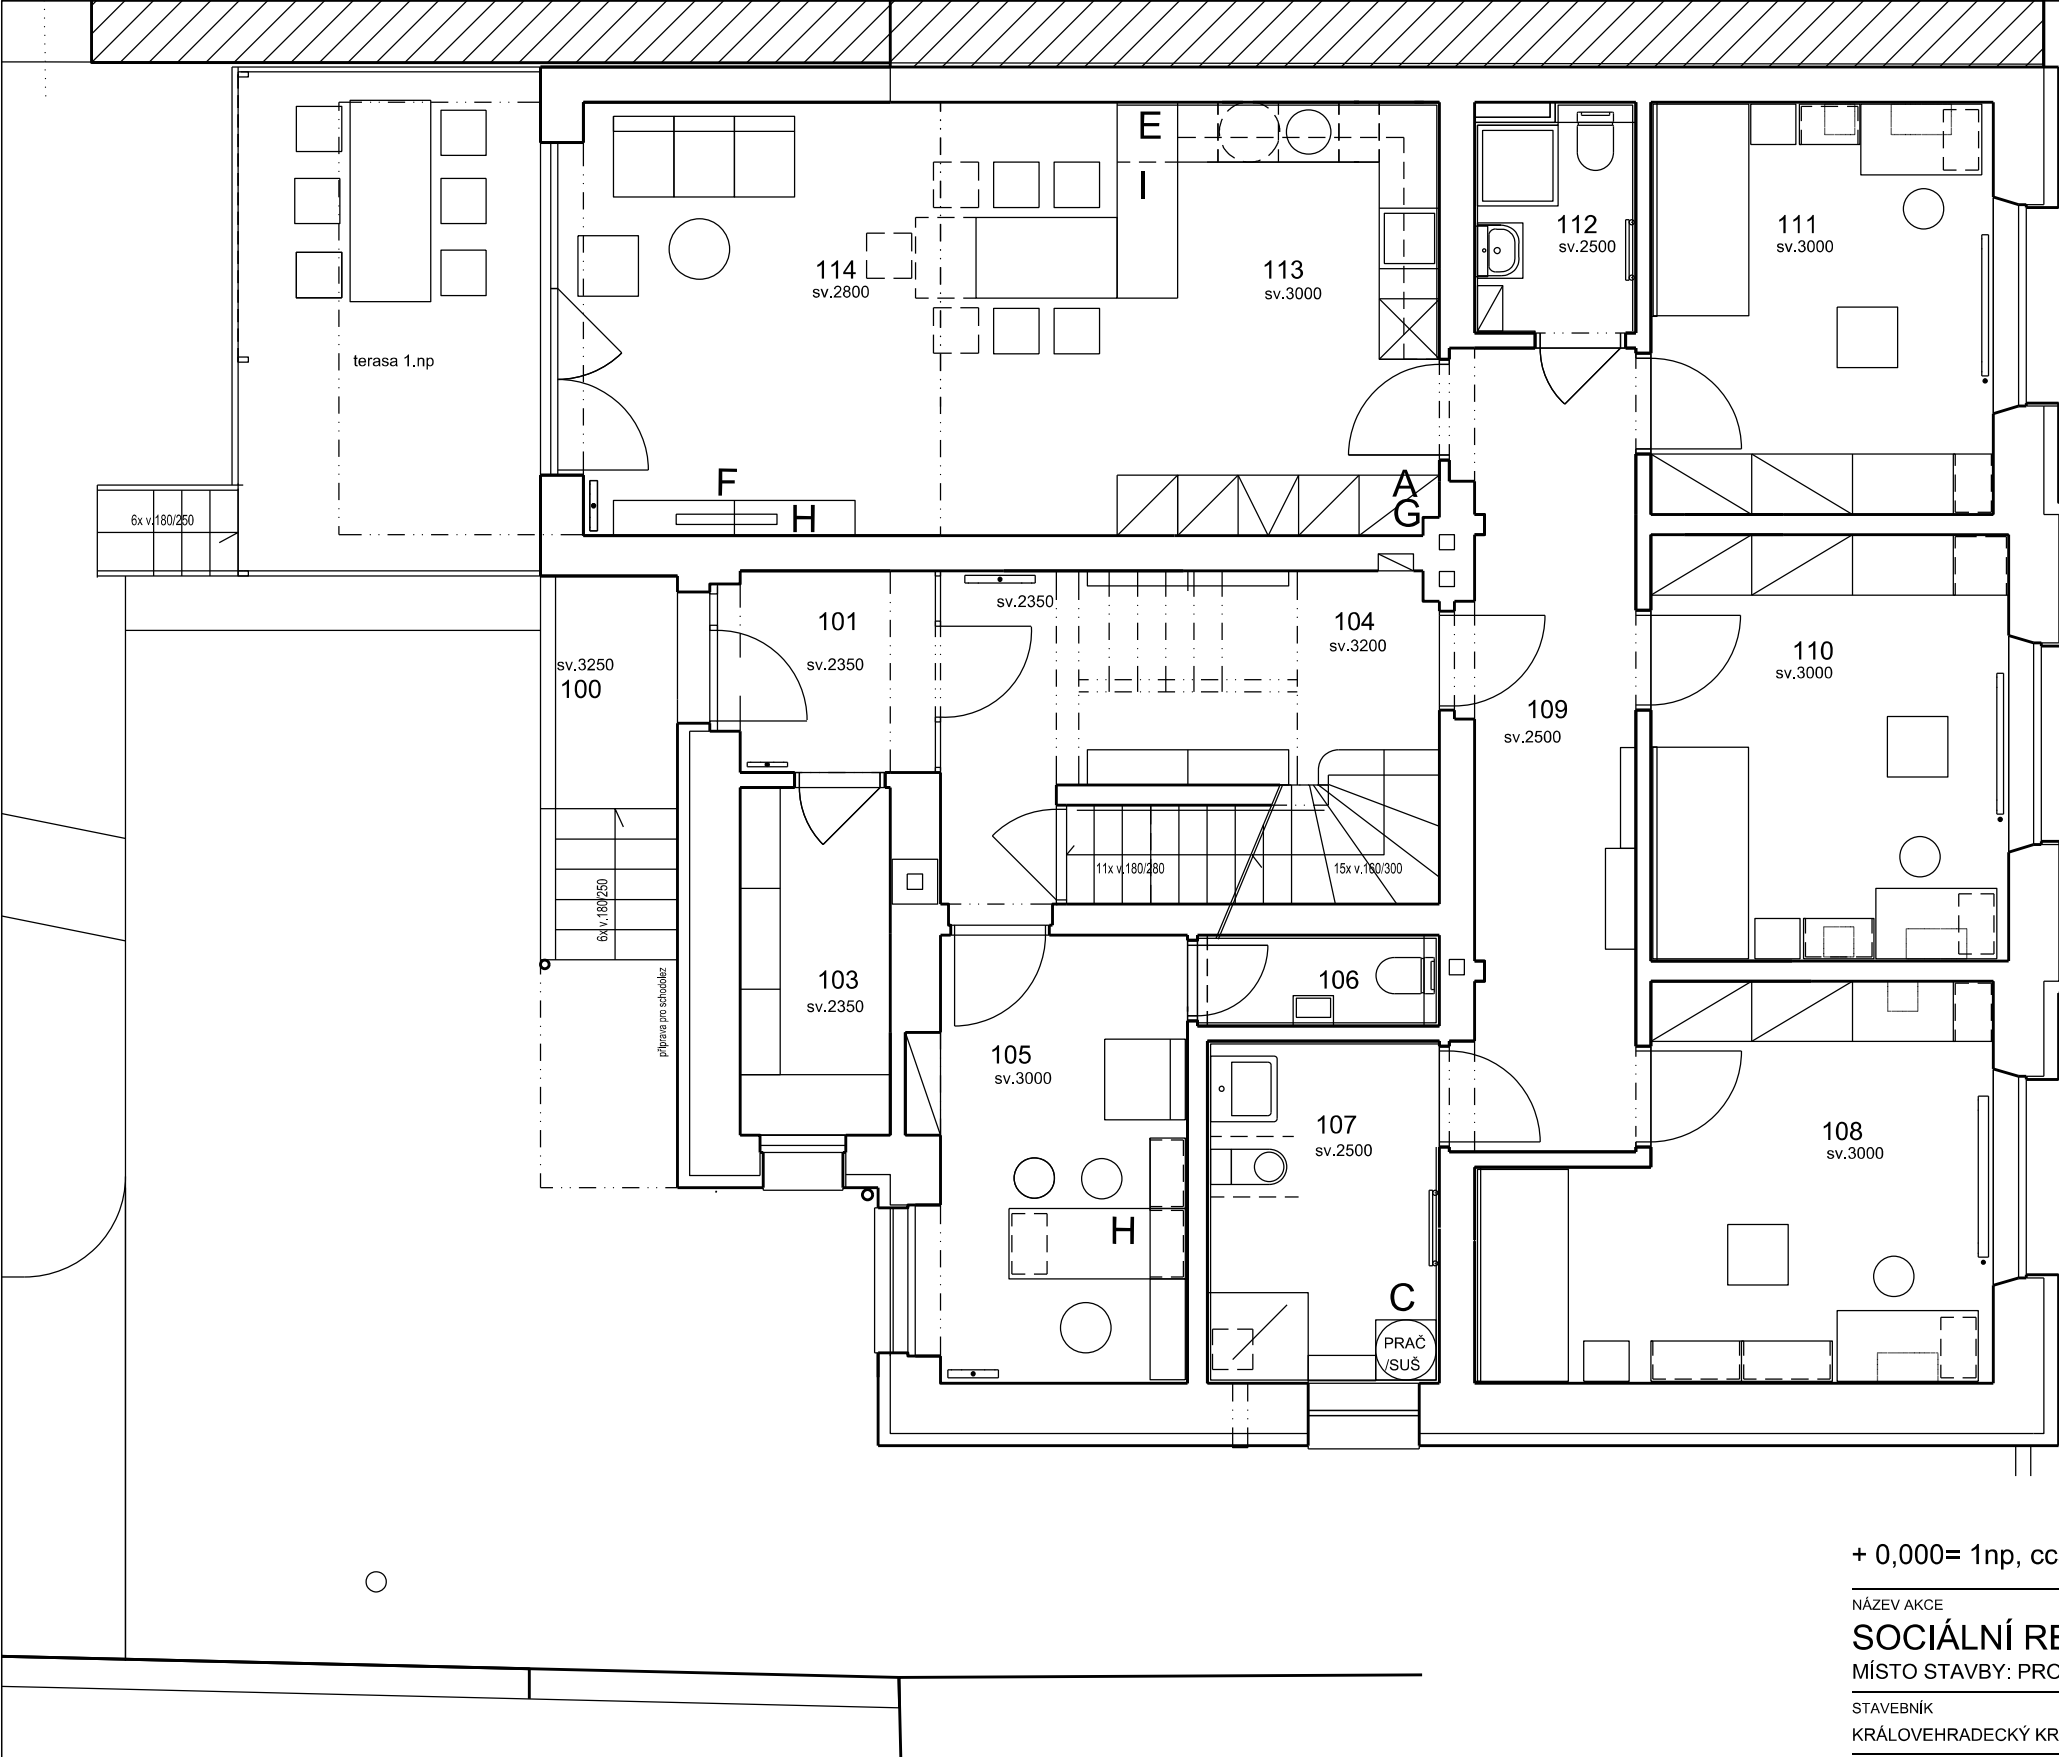 E
I
112
sv.2500
111
sv.3000
114
sv.2800
113
sv.3000
terasa 1.np
F
H
A
G
6x v.180/250
101
sv.2350
sv.2350
104
sv.3200
sv.3250
100
110
sv.3000
109
sv.2500
11x v.180/280
15x v.160/300
6x v.180/250
příprava pro schodolez
103
sv.2350
106
105
sv.3000
107
sv.2500
108
sv.3000
H
C
PRAČ
/SUŠ
+ 0,000= 1np, cc
NÁZEV AKCE
SOCIÁLNÍ RE
MÍSTO STAVBY: PRO
STAVEBNÍK
KRÁLOVEHRADECKÝ KR